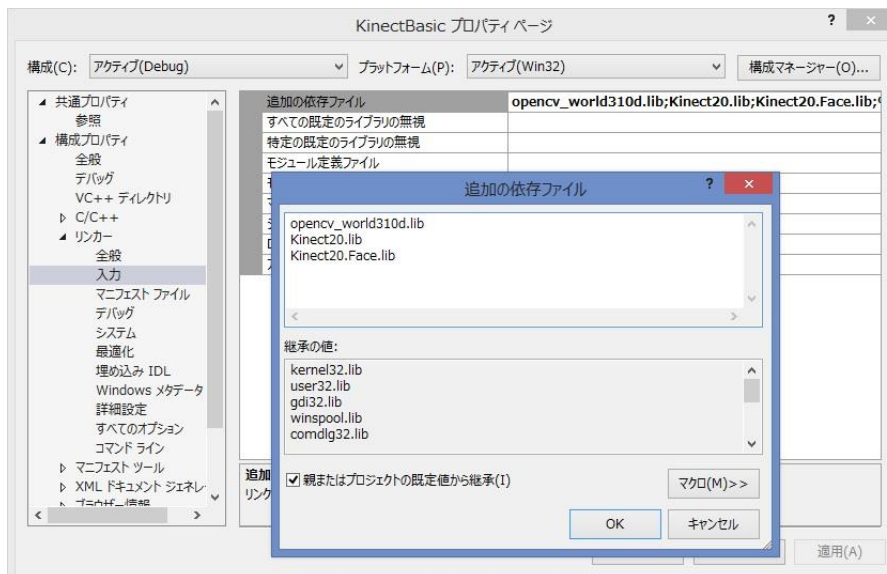 KinectBasic プロパティ ページ
構成(C): アクティブ(Debug) プラットフォーム(P): アクティブ(Win32) 構成マネージャー(O)...
共通プロパティ
参照
構成プロパティ
全般
デバッグ
VC++ ディレクトリ
C/C++
リンカー
全般
入力
マニフェスト ファイル
デバッグ
システム
最適化
埋め込み IDL
Windows メタデータ
詳細設定
すべてのオプション
コマンド ライン
マニフェスト ツール
XML ドキュメント ジェネレ
ブラウザー情報
追加の依存ファイル opencv_world310d.lib;Kinect20.lib;Kinect20.Face.lib;
すべての既定のライブラリの無視
特定の既定のライブラリの無視
モジュール定義ファイル
追加の依存ファイル
opencv_world310d.lib
Kinect20.lib
Kinect20.Face.lib
継承の値:
kernel32.lib
user32.lib
gdi32.lib
winspool.lib
comdlg32.lib
親またはプロジェクトの既定値から継承(I)
マクロ(M)>>
OK キャンセル
追加
リンク
適用(A)